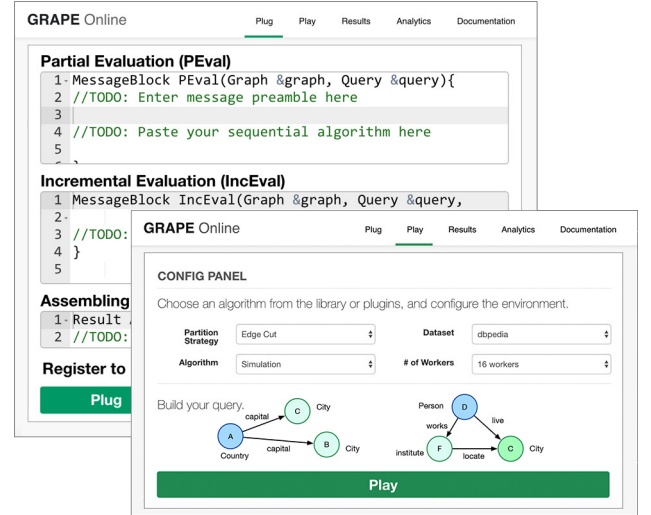 GRAPE Online
Plug Play Results Analytics Documentation
Partial Evaluation (PEval)
1 MessageBlock PEval(Graph &graph, Query &query){
2 //TODO: Enter message preamble here
3
4 //TODO: Paste your sequential algorithm here
5
Incremental Evaluation (IncEval)
1 MessageBlock IncEval(Graph &graph, Query &query,
2
3 //TODO:
4 }
5
Assembling
1 Result
2 //TODO:
Register to
Plug
GRAPE Online
Plug Play Results Analytics Documentation
CONFIG PANEL
Choose an algorithm from the library or plugins, and configure the environment.
Partition Strategy Edge Cut Dataset dbpedia
Algorithm Simulation # of Workers 16 workers
Build your query.
A Country
capital
C City
capital
B City
Person D
works
live
institute F
locate
C City
Play